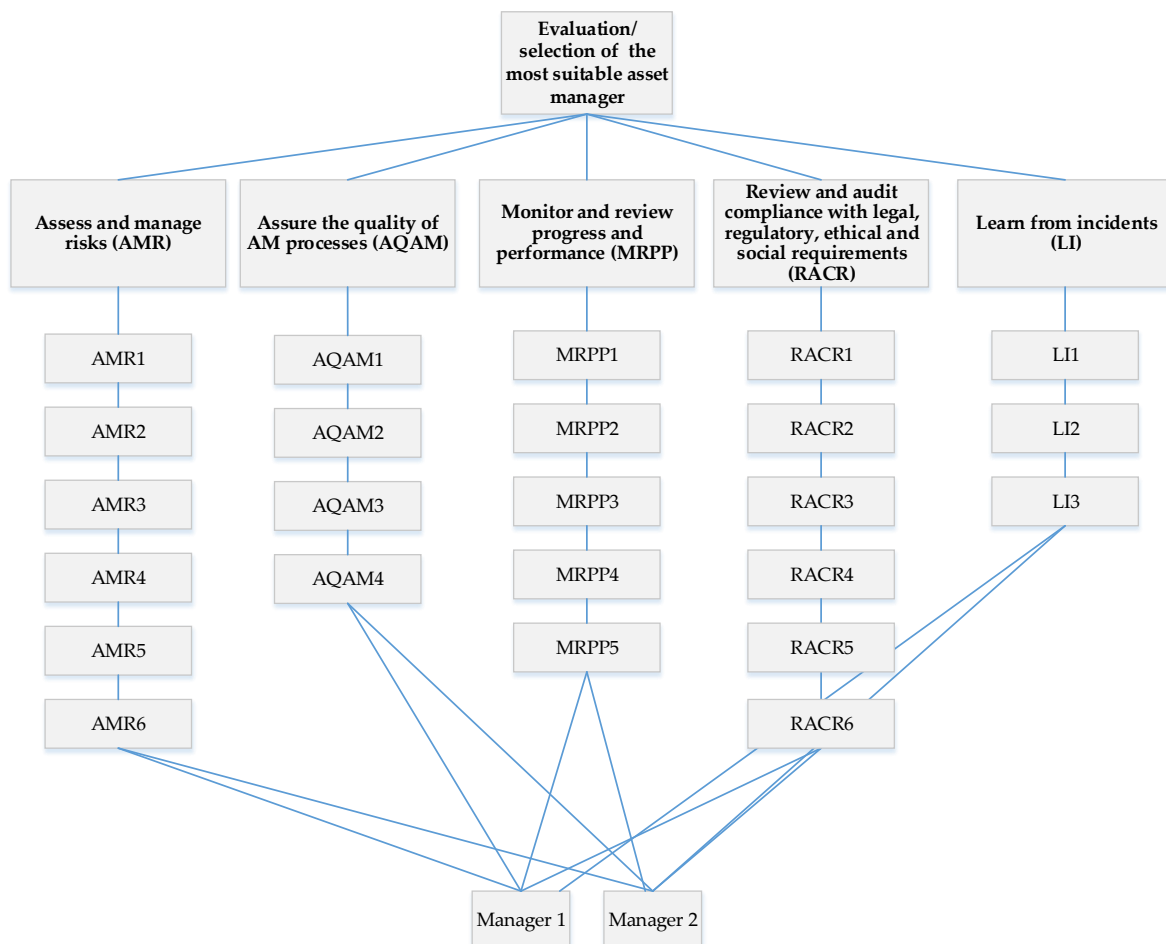 Evaluation/
selection of the
most suitable asset
manager
Assess and manage
risks (AMR)
Assure the quality of
AM processes (AQAM)
Monitor and review
progress and
performance (MRPP)
Review and audit
compliance with legal,
regulatory, ethical and
social requirements
(RACR)
Learn from incidents
(LI)
AMR1
AQAM1
MRPP1
RACR1
LI1
AMR2
AQAM2
MRPP2
RACR2
LI2
AMR3
AQAM3
MRPP3
RACR3
LI3
AMR4
AQAM4
MRPP4
RACR4
AMR5
MRPP5
RACR5
AMR6
RACR6
Manager 1
Manager 2